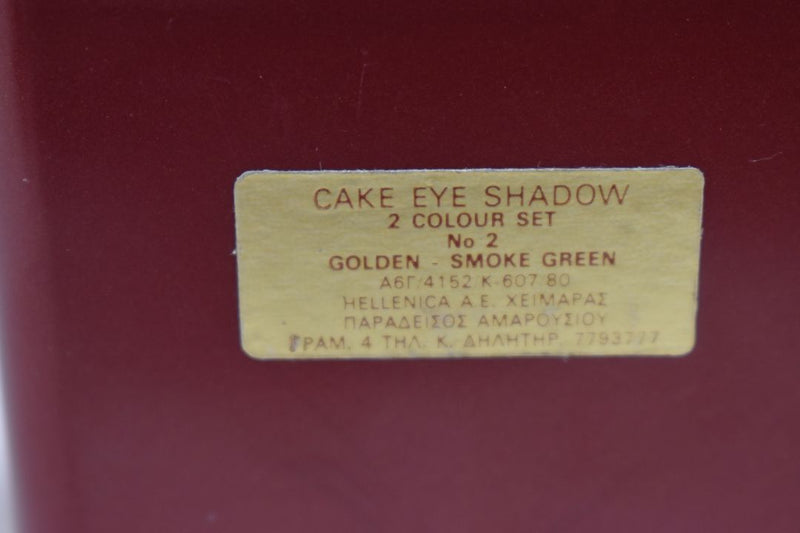 CAKE EYE SHADOW
2 COLOUR SET
No 2
GOLDEN - SMOKE GREEN
Α6Γ/4152/Κ-607/80
HELLENICA Α.Ε. ΧΕΙΜΑΡΑΣ
ΠΑΡΑΔΕΙΣΟΣ ΑΜΑΡΟΥΣΙΟΥ
ΓΡΑΜ. 4 ΤΗΛ. Κ. ΔΗΛΗΤΗΡ. 7793777